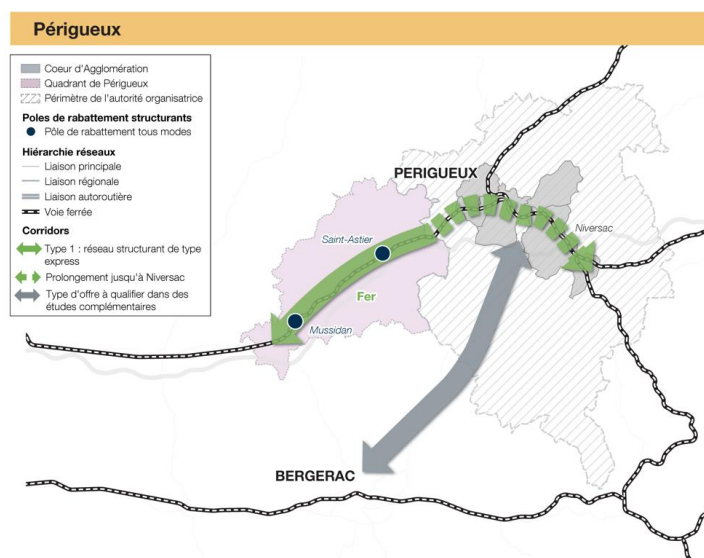 Périgueux
Coeur d'Agglomération
Quadrant de Périgueux
Périmètre de l'autorité organisatrice
Poles de rabattement structurants
Pôle de rabattement tous modes
Hiérarchie réseaux
Liaison principale
Liaison régionale
Liaison autoroutière
Voie ferrée
Corridors
Type 1 : réseau structurant de type
express
Prolongement jusqu'à Niversac
Type d'offre à qualifier dans des
études complémentaires
PERIGUEUX
Niversac
Saint-Astier
Fer
Mussidan
BERGERAC